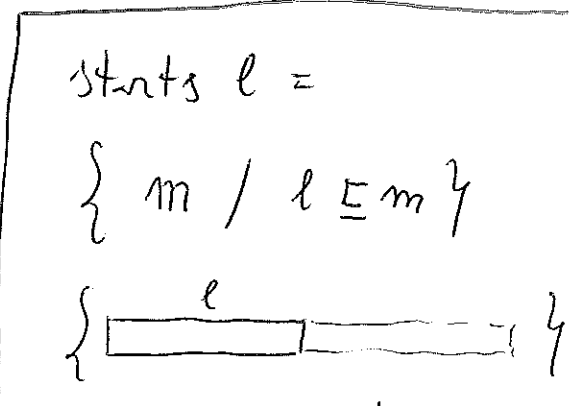 starts l =
{ m / l ⊑ m }
{ l }